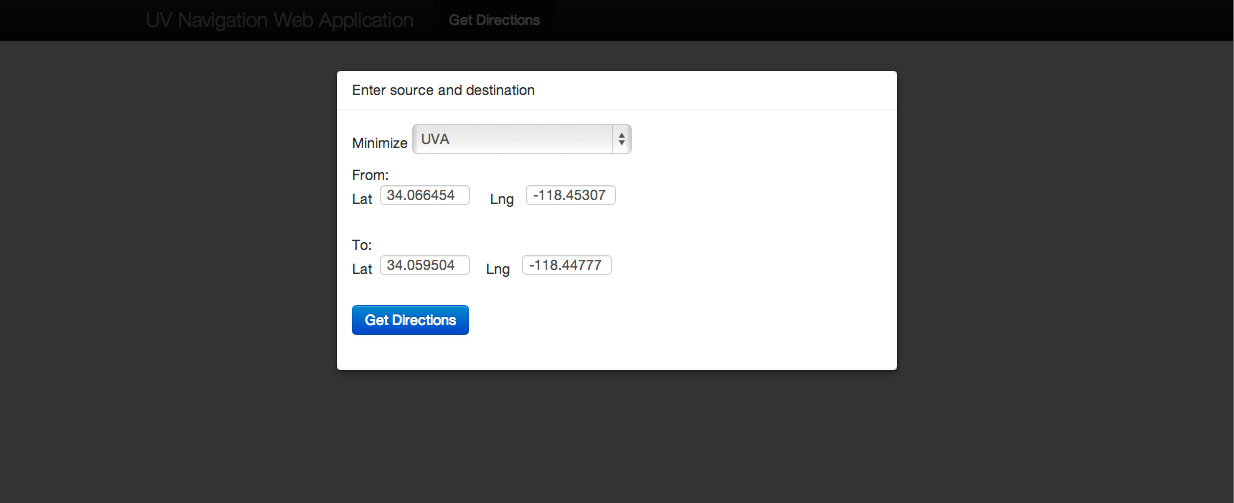 UV Navigation Web Application Get Directions
Enter source and destination
Minimize UVA
From:
Lat 34.066454 Lng -118.45307
To:
Lat 34.059504 Lng -118.44777
Get Directions